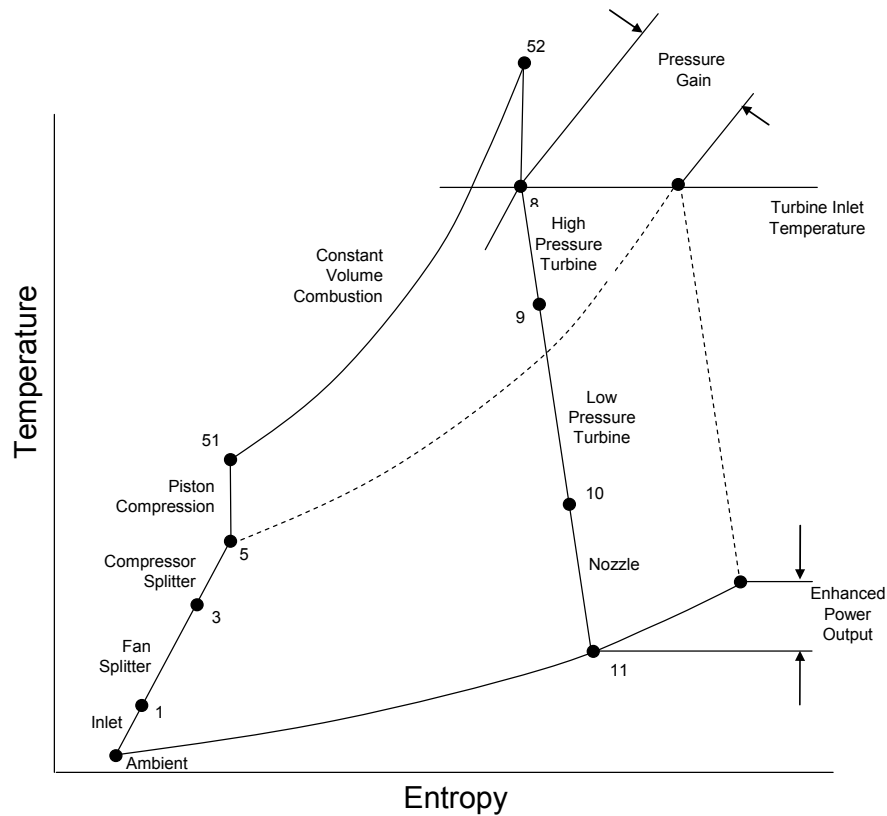 52
Pressure
Gain
8
Turbine Inlet
Temperature
High
Pressure
Turbine
Constant
Volume
Combustion
9
Low
Pressure
Turbine
51
Piston
Compression
10
5
Compressor
Splitter
Nozzle
Enhanced
Power
Output
3
Fan
Splitter
11
1
Inlet
Ambient
Temperature
Entropy